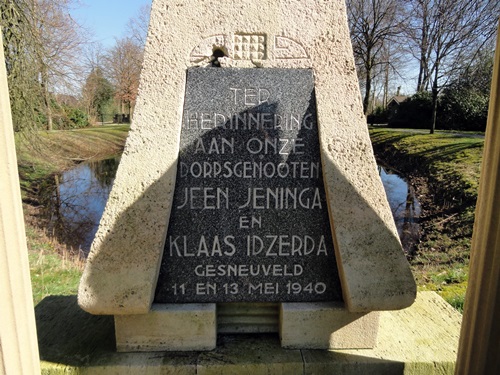 TER
HERINNERING
AAN ONZE
DORPSGENOOTEN
JEEN JENINGA
EN
KLAAS IDZERDA
GESNEUVELD
11 EN 13 MEI 1940